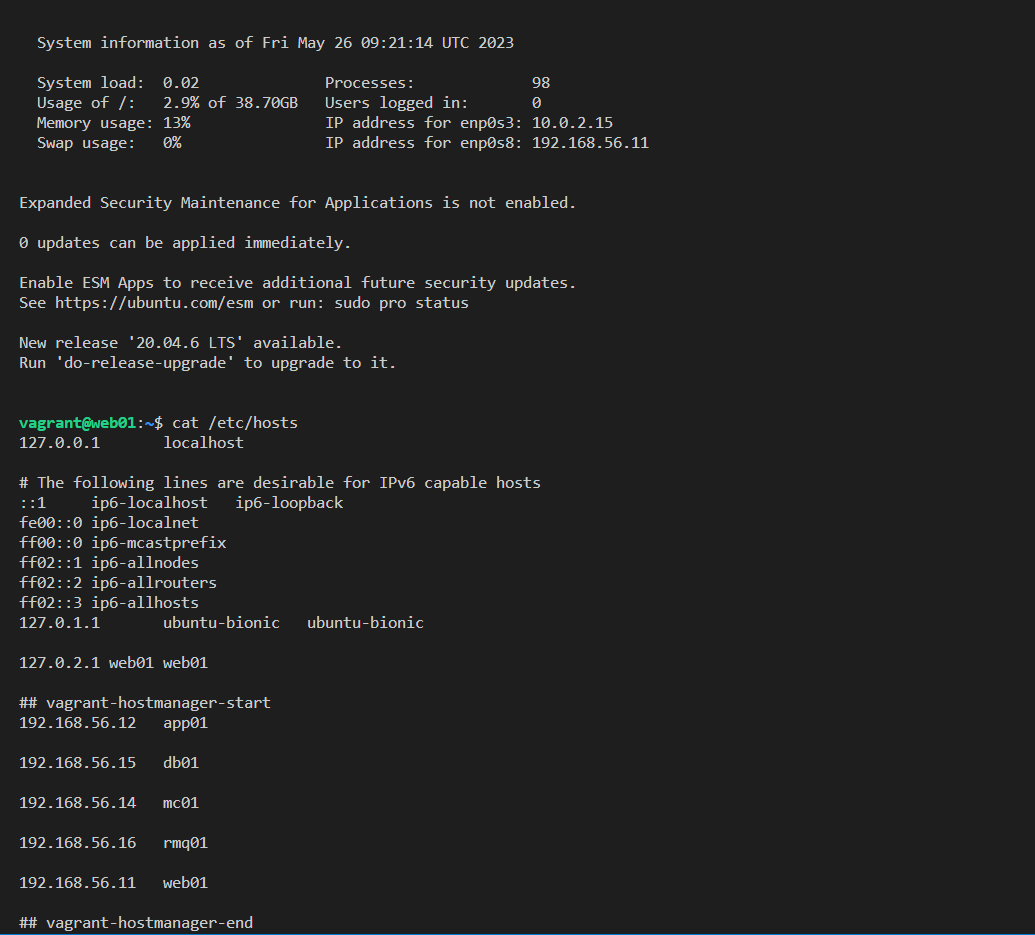 System information as of Fri May 26 09:21:14 UTC 2023
System load:  0.02              Processes:             98
Usage of /:   2.9% of 38.70GB   Users logged in:       0
Memory usage: 13%               IP address for enp0s3: 10.0.2.15
Swap usage:   0%                IP address for enp0s8: 192.168.56.11
Expanded Security Maintenance for Applications is not enabled.
0 updates can be applied immediately.
Enable ESM Apps to receive additional future security updates.
See https://ubuntu.com/esm or run: sudo pro status
New release '20.04.6 LTS' available.
Run 'do-release-upgrade' to upgrade to it.
vagrant@web01:~$ cat /etc/hosts
127.0.0.1       localhost
# The following lines are desirable for IPv6 capable hosts
::1     ip6-localhost   ip6-loopback
fe00::0 ip6-localnet
ff00::0 ip6-mcastprefix
ff02::1 ip6-allnodes
ff02::2 ip6-allrouters
ff02::3 ip6-allhosts
127.0.1.1       ubuntu-bionic   ubuntu-bionic
127.0.2.1 web01 web01
## vagrant-hostmanager-start
192.168.56.12   app01
192.168.56.15   db01
192.168.56.14   mc01
192.168.56.16   rmq01
192.168.56.11   web01
## vagrant-hostmanager-end